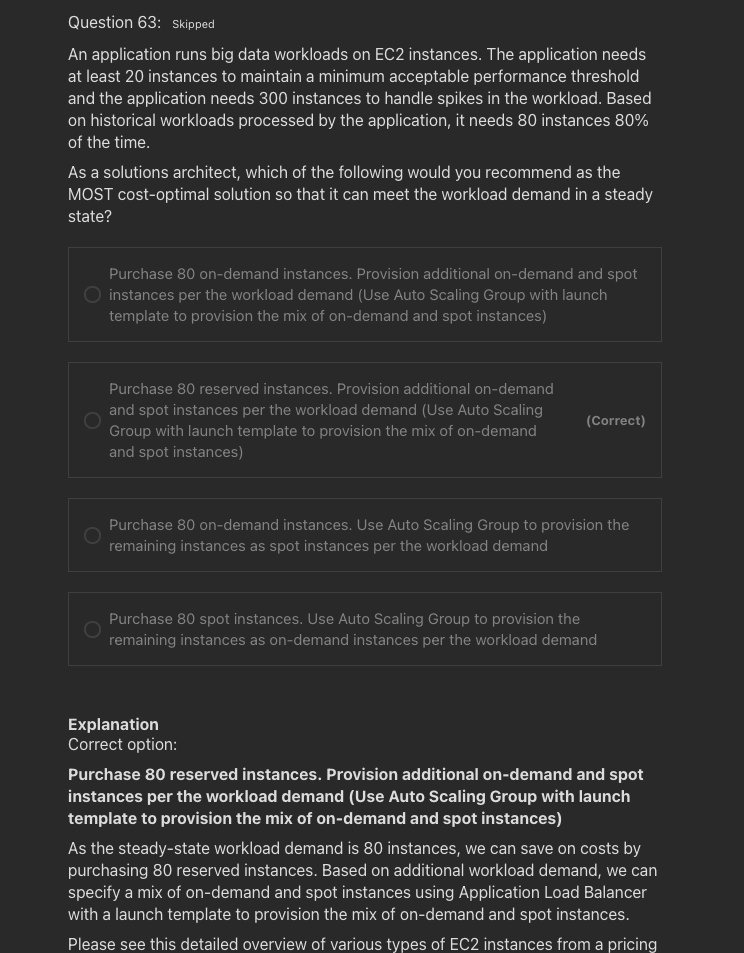 Question 63: Skipped
An application runs big data workloads on EC2 instances. The application needs
at least 20 instances to maintain a minimum acceptable performance threshold
and the application needs 300 instances to handle spikes in the workload. Based
on historical workloads processed by the application, it needs 80 instances 80%
of the time.
As a solutions architect, which of the following would you recommend as the
MOST cost-optimal solution so that it can meet the workload demand in a steady
state?
Purchase 80 on-demand instances. Provision additional on-demand and spot
instances per the workload demand (Use Auto Scaling Group with launch
template to provision the mix of on-demand and spot instances)
Purchase 80 reserved instances. Provision additional on-demand
and spot instances per the workload demand (Use Auto Scaling
Group with launch template to provision the mix of on-demand
and spot instances)
(Correct)
Purchase 80 on-demand instances. Use Auto Scaling Group to provision the
remaining instances as spot instances per the workload demand
Purchase 80 spot instances. Use Auto Scaling Group to provision the
remaining instances as on-demand instances per the workload demand
Explanation
Correct option:
Purchase 80 reserved instances. Provision additional on-demand and spot
instances per the workload demand (Use Auto Scaling Group with launch
template to provision the mix of on-demand and spot instances)
As the steady-state workload demand is 80 instances, we can save on costs by
purchasing 80 reserved instances. Based on additional workload demand, we can
specify a mix of on-demand and spot instances using Application Load Balancer
with a launch template to provision the mix of on-demand and spot instances.
Please see this detailed overview of various types of EC2 instances from a pricing